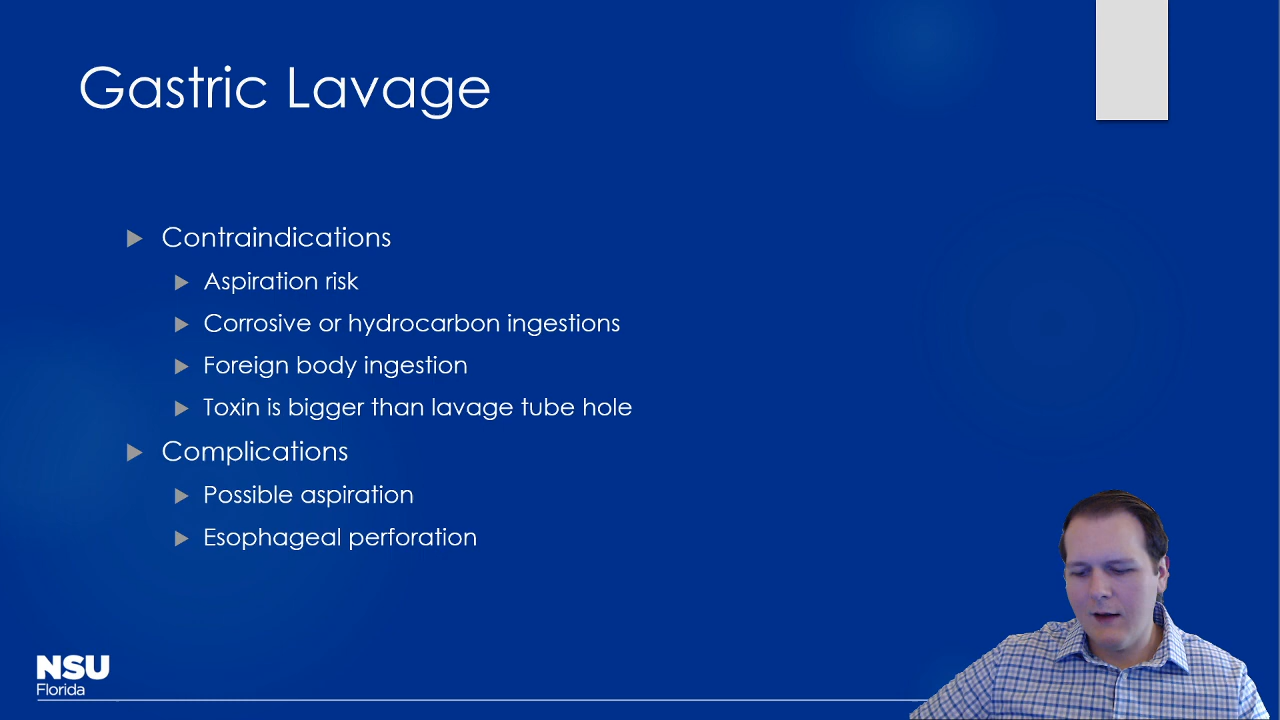 Gastric Lavage
Contraindications
Aspiration risk
Corrosive or hydrocarbon ingestions
Foreign body ingestion
Toxin is bigger than lavage tube hole
Complications
Possible aspiration
Esophageal perforation
NSU
Florida